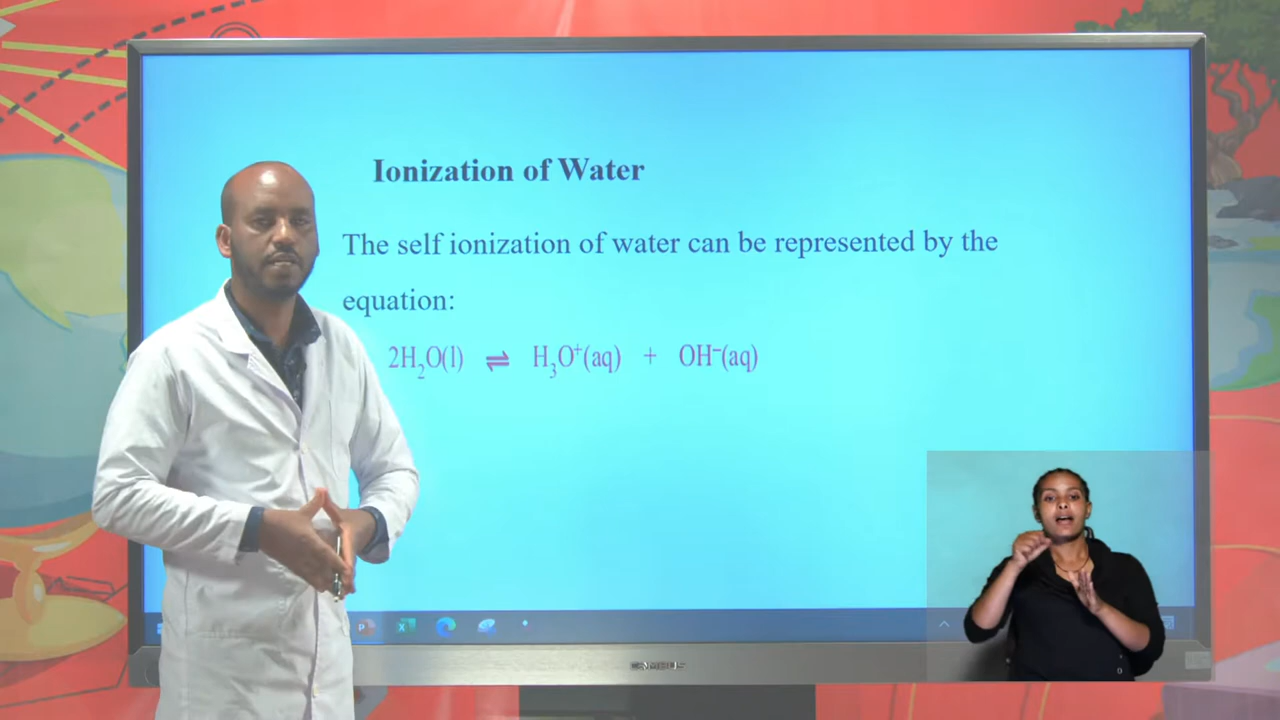 Ionization of Water
The self ionization of water can be represented by the
equation:
2H₂O(l) ⇌ H₃O⁺(aq) + OH⁻(aq)